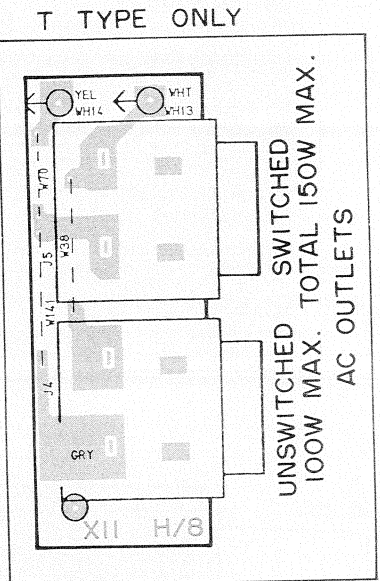 T TYPE ONLY
YEL
WH14
WHT
WH13
W70
J5
W38
W141
J4
GRY
X11 H/8
UNSWITCHED SWITCHED
100W MAX. TOTAL 150W MAX.
AC OUTLETS